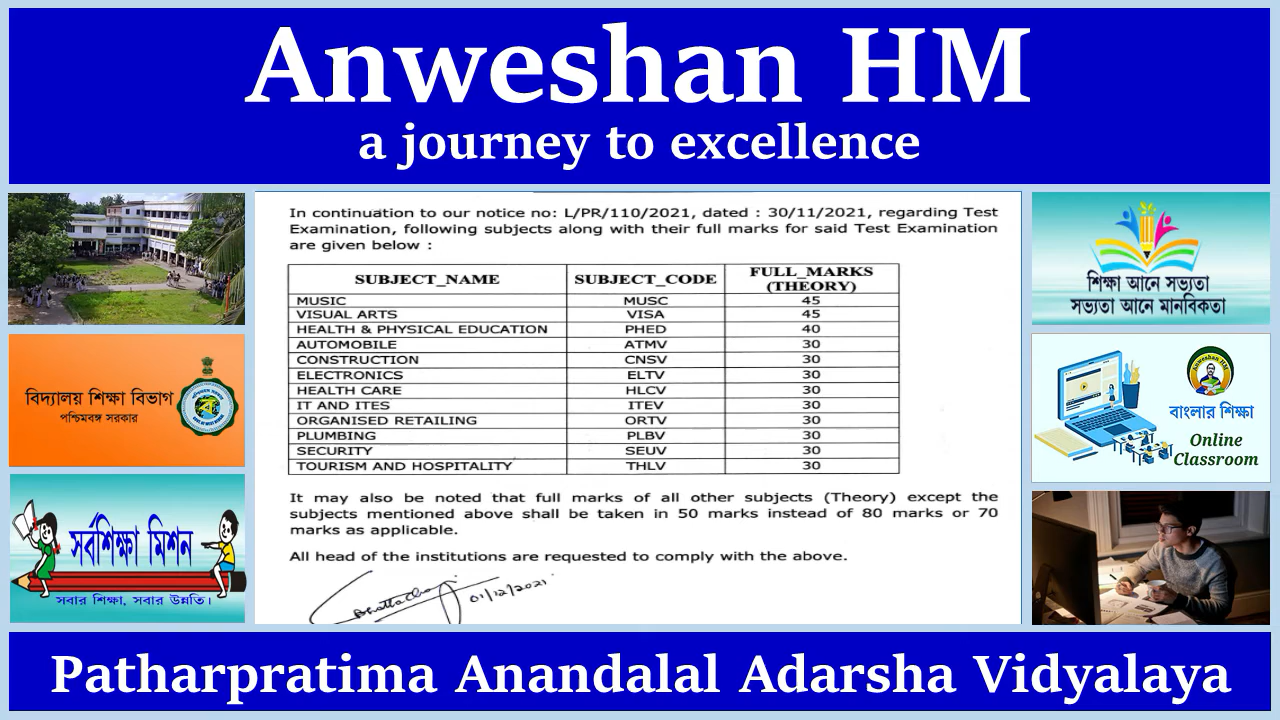 Anweshan HM
a journey to excellence
In continuation to our notice no: L/PR/110/2021, dated : 30/11/2021, regarding Test
Examination, following subjects along with their full marks for said Test Examination
are given below :
SUBJECT_NAME SUBJECT_CODE FULL_MARKS (THEORY)
MUSIC MUSC 45
VISUAL ARTS VISA 45
HEALTH & PHYSICAL EDUCATION PHED 40
AUTOMOBILE ATMV 30
CONSTRUCTION CNSV 30
ELECTRONICS ELTV 30
HEALTH CARE HLCV 30
IT AND ITES ITEV 30
ORGANISED RETAILING ORTV 30
PLUMBING PLBV 30
SECURITY SEUV 30
TOURISM AND HOSPITALITY THLV 30
It may also be noted that full marks of all other subjects (Theory) except the
subjects mentioned above shall be taken in 50 marks instead of 80 marks or 70
marks as applicable.
All head of the institutions are requested to comply with the above.
01/12/2021
বিদ্যালয় শিক্ষা বিভাগ
পশ্চিমবঙ্গ সরকার
সর্বশিক্ষা মিশন
সবার শিক্ষা, সবার উন্নতি।
শিক্ষা আনে সভ্যতা
সভ্যতা আনে মানবিকতা
Anweshan HM
বাংলার শিক্ষা
Online
Classroom
Patharpratima Anandalal Adarsha Vidyalaya